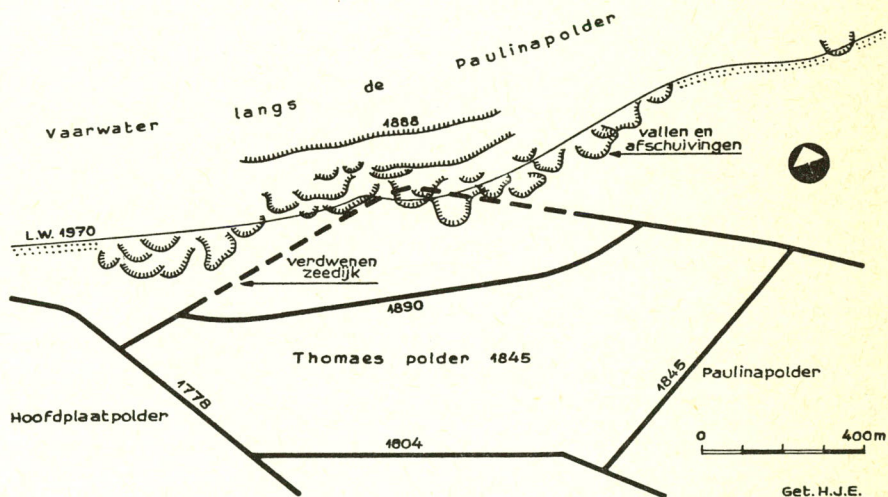 Vaarwater langs de Paulinapolder
1888
vallen en
afschuivingen
L.W. 1970
verdwenen
zeedijk
1890
Thomaes polder 1845
1845
Paulinapolder
1778
Hoofdplaatpolder
1804
0 400m
Get. H.J.E.